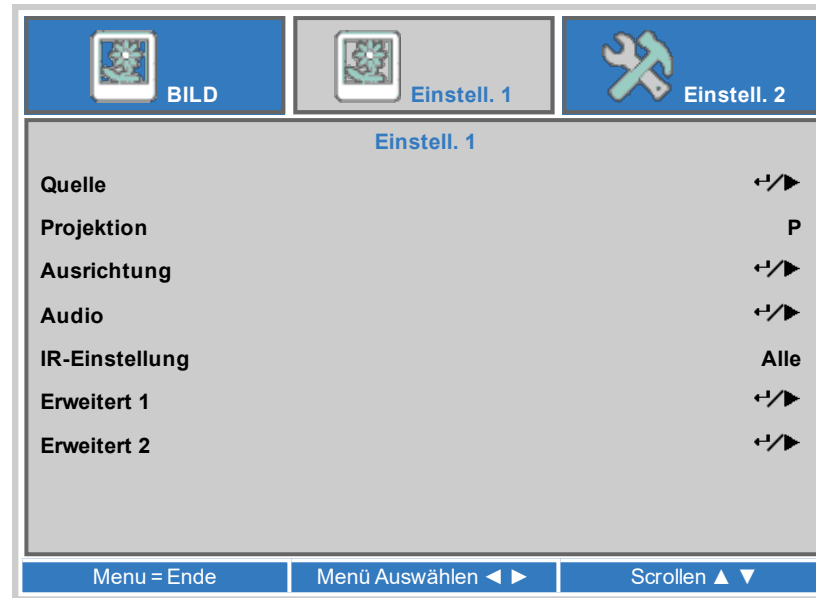 BILD
Einstell. 1
Einstell. 2
Einstell. 1
Quelle ↵/▶
Projektion P
Ausrichtung ↵/▶
Audio ↵/▶
IR-Einstellung Alle
Erweitert 1 ↵/▶
Erweitert 2 ↵/▶
Menu = Ende
Menü Auswählen ◄ ►
Scrollen ▲ ▼